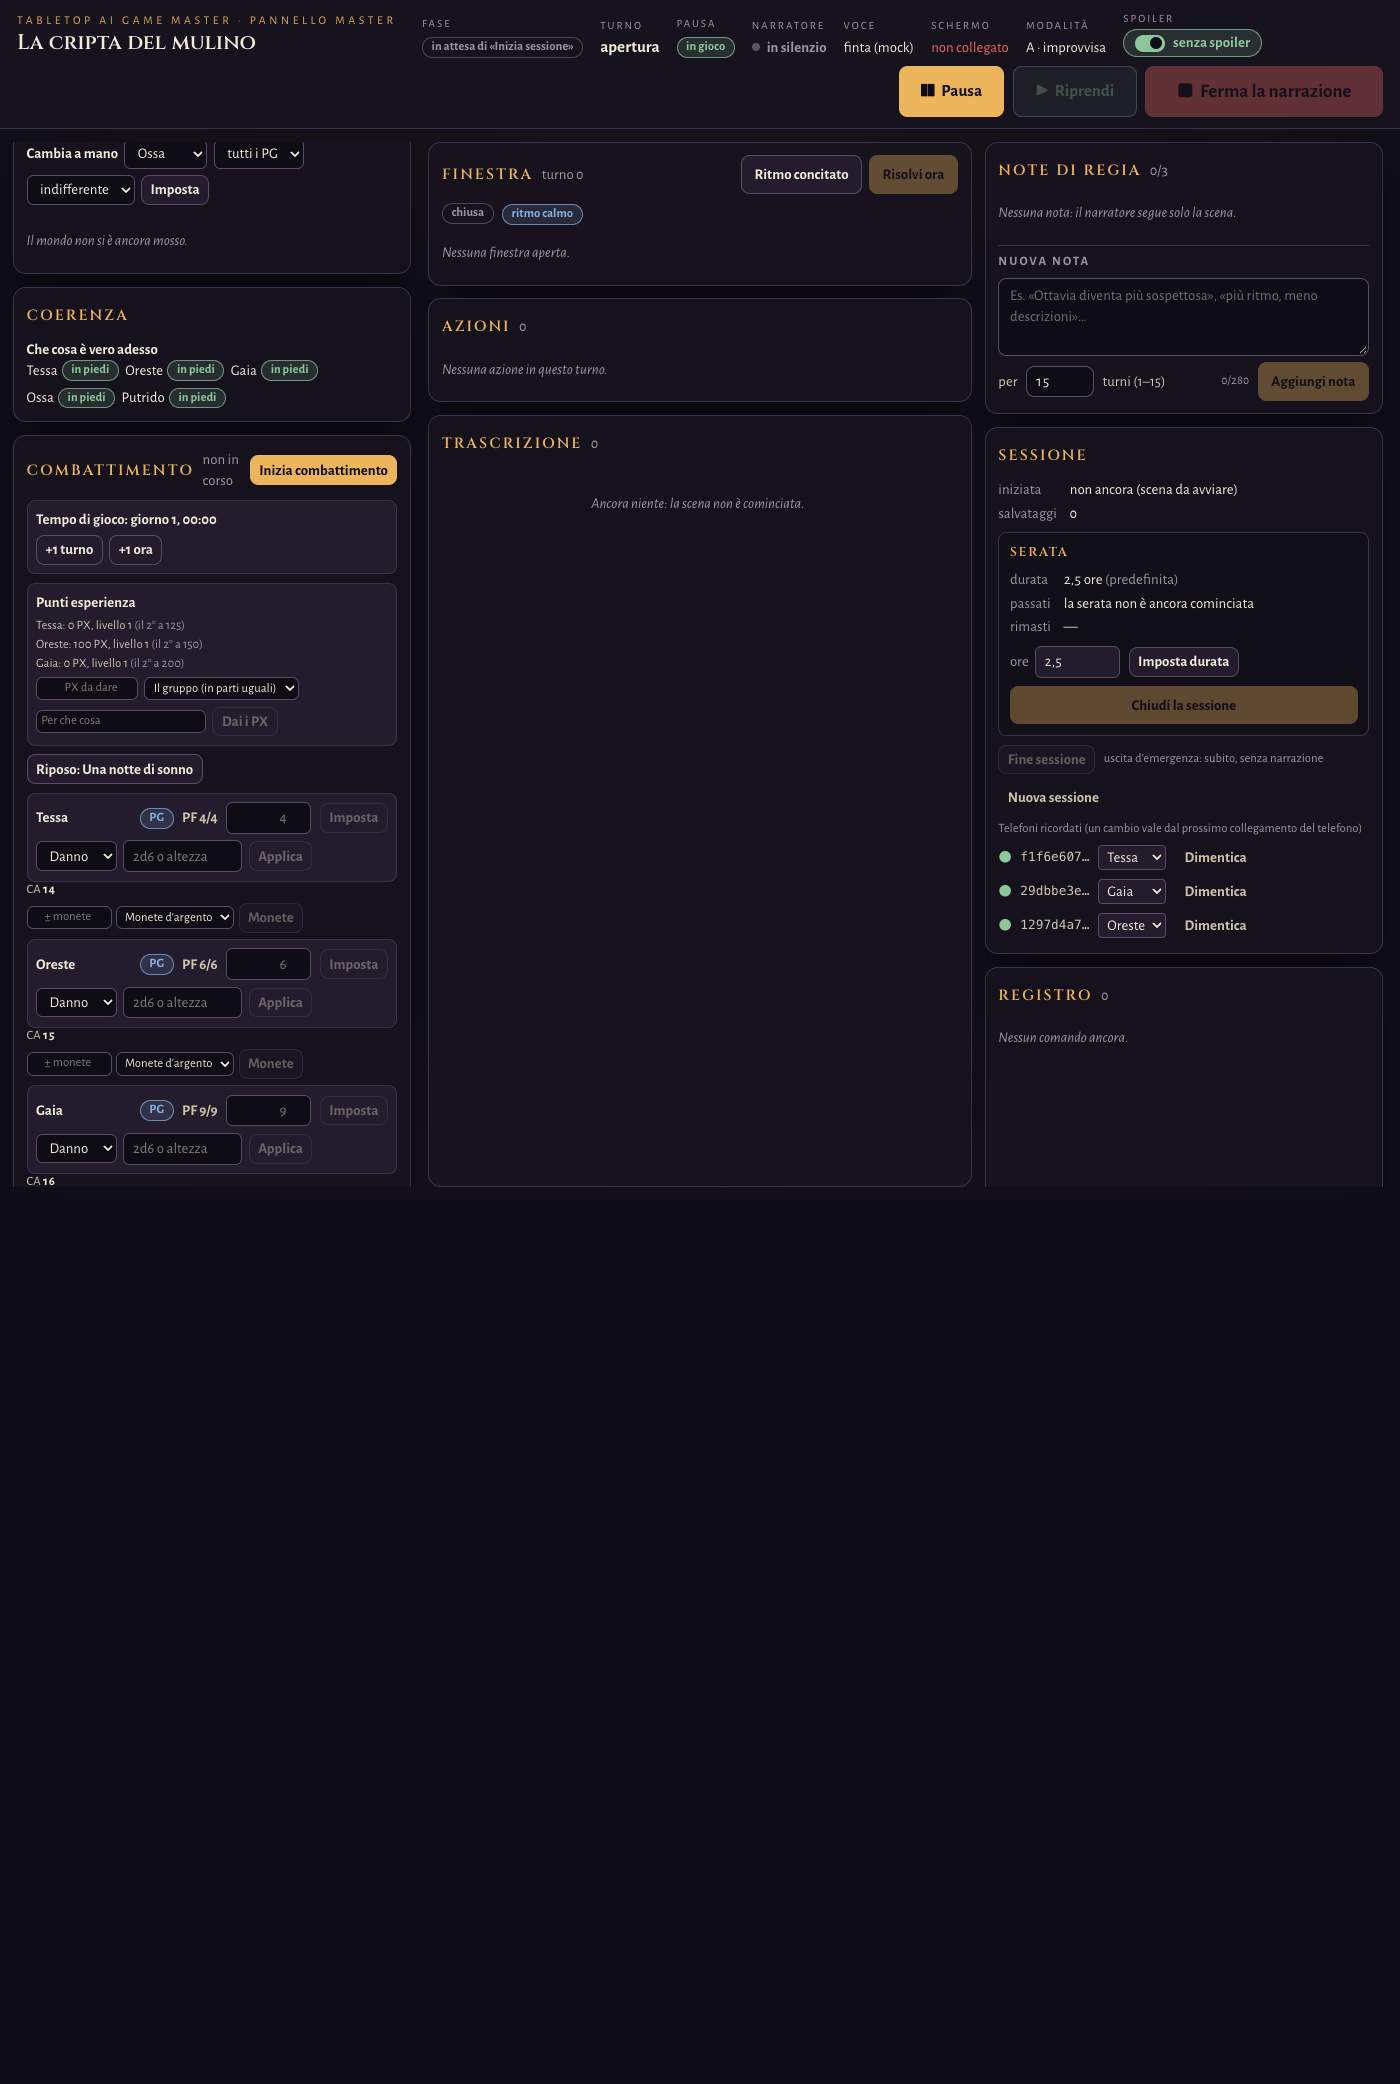 TABLETOP AI GAME MASTER · PANNELLO MASTER
La cripta del mulino
FASE
in attesa di «Inizia sessione»
TURNO
apertura
PAUSA
in gioco
NARRATORE
in silenzio
VOCE
finta (mock)
SCHERMO
non collegato
MODALITÀ
A · improvvisa
SPOILER
senza spoiler
Pausa
Riprendi
Ferma la narrazione
Cambia a mano Ossa tutti i PG
indifferente Imposta
Il mondo non si è ancora mosso.
COERENZA
Che cosa è vero adesso
Tessa in piedi Oreste in piedi Gaia in piedi
Ossa in piedi Putrido in piedi
COMBATTIMENTO non in corso Inizia combattimento
Tempo di gioco: giorno 1, 00:00
+1 turno +1 ora
Punti esperienza
Tessa: 0 PX, livello 1 (il 2° a 125)
Oreste: 100 PX, livello 1 (il 2° a 150)
Gaia: 0 PX, livello 1 (il 2° a 200)
PX da dare Il gruppo (in parti uguali)
Per che cosa Dai i PX
Riposo: Una notte di sonno
Tessa PG PF 4/4 4 Imposta
Danno 2d6 o altezza Applica
CA 14
± monete Monete d'argento Monete
Oreste PG PF 6/6 6 Imposta
Danno 2d6 o altezza Applica
CA 15
± monete Monete d'argento Monete
Gaia PG PF 9/9 9 Imposta
Danno 2d6 o altezza Applica
CA 16
FINESTRA turno 0 Ritmo concitato Risolvi ora
chiusa ritmo calmo
Nessuna finestra aperta.
AZIONI 0
Nessuna azione in questo turno.
TRASCRIZIONE 0
Ancora niente: la scena non è cominciata.
NOTE DI REGIA 0/3
Nessuna nota: il narratore segue solo la scena.
NUOVA NOTA
Es. «Ottavia diventa più sospettosa», «più ritmo, meno
descrizioni»…
per 15 turni (1–15) 0/280 Aggiungi nota
SESSIONE
iniziata non ancora (scena da avviare)
salvataggi 0
SERATA
durata 2,5 ore (predefinita)
passati la serata non è ancora cominciata
rimasti —
ore 2,5 Imposta durata
Chiudi la sessione
Fine sessione uscita d'emergenza: subito, senza narrazione
Nuova sessione
Telefoni ricordati (un cambio vale dal prossimo collegamento del telefono)
f1f6e607… Tessa Dimentica
29dbbe3e… Gaia Dimentica
1297d4a7… Oreste Dimentica
REGISTRO 0
Nessun comando ancora.